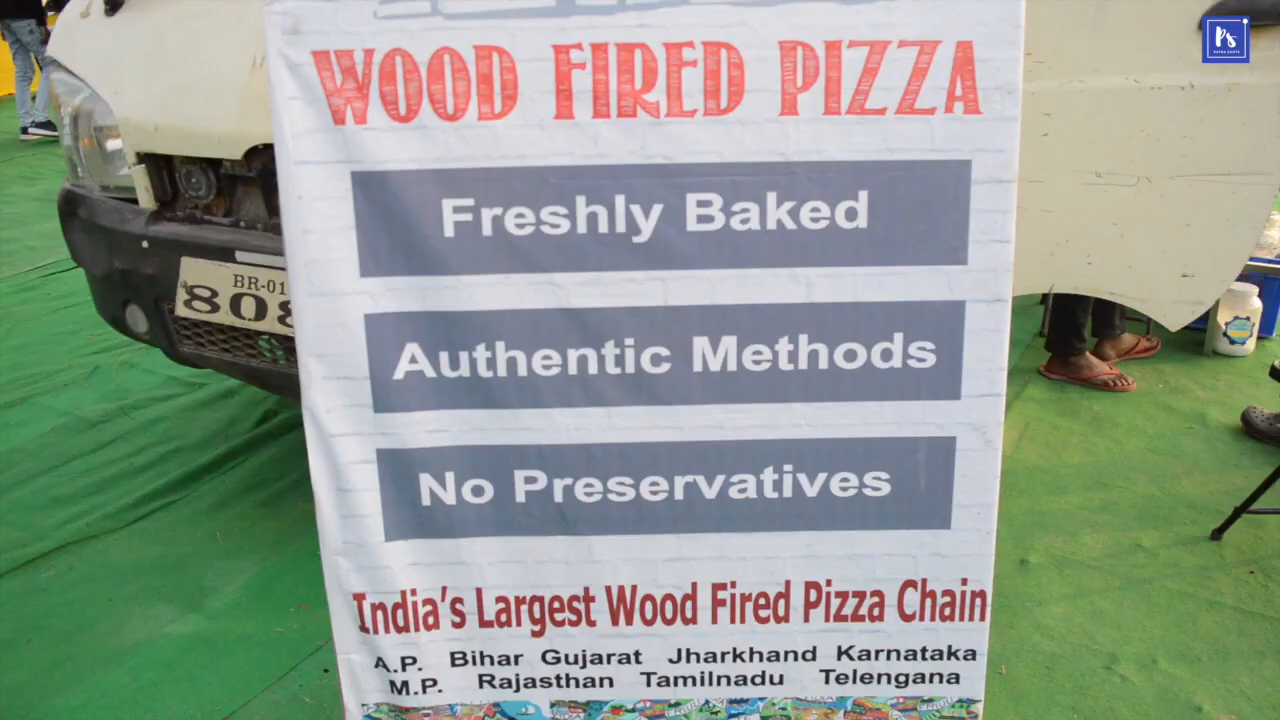 WOOD FIRED PIZZA
Freshly Baked
Authentic Methods
No Preservatives
India's Largest Wood Fired Pizza Chain
A.P. Bihar Gujarat Jharkhand Karnataka
M.P. Rajasthan Tamilnadu Telengana
BR-01
808
PS